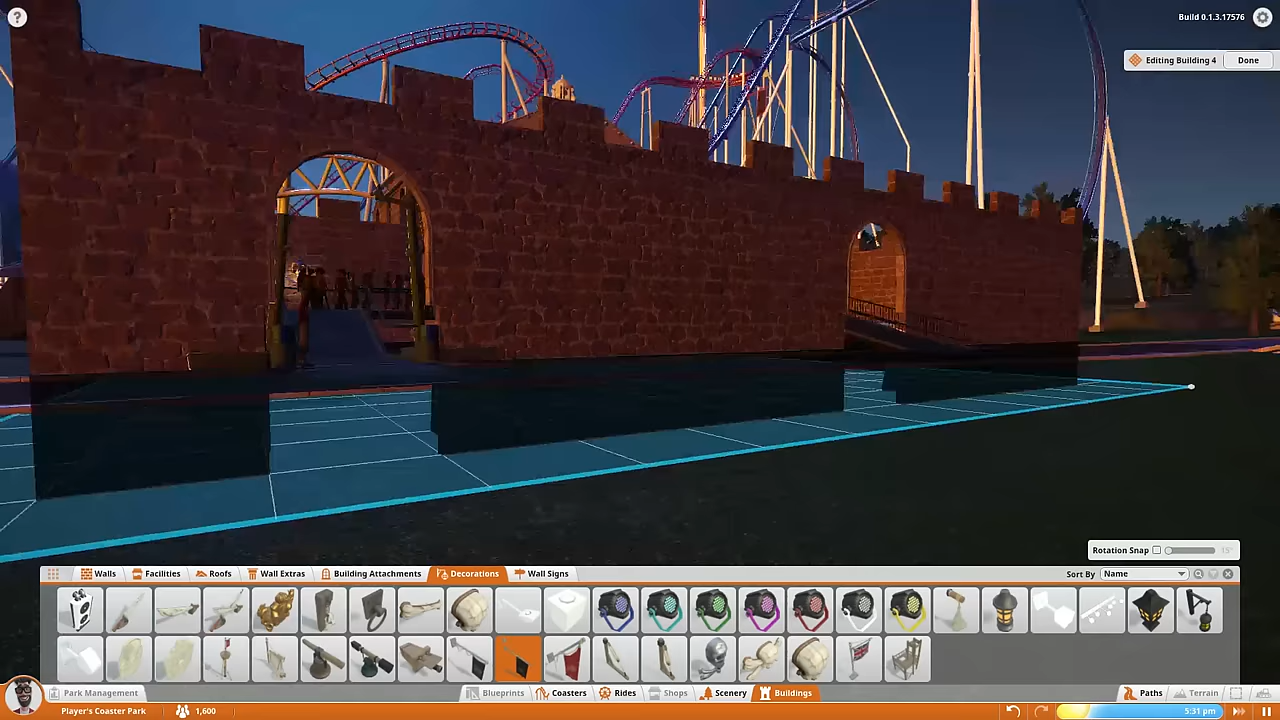 ?
Build 0.1.3.17576
Editing Building 4 Done
Rotation Snap 15°
Walls Facilities Roofs Wall Extras Building Attachments Decorations Wall Signs Sort By Name
Park Management Blueprints Coasters Rides Shops Scenery Buildings Paths Terrain
Player's Coaster Park 1,600 5:31 pm